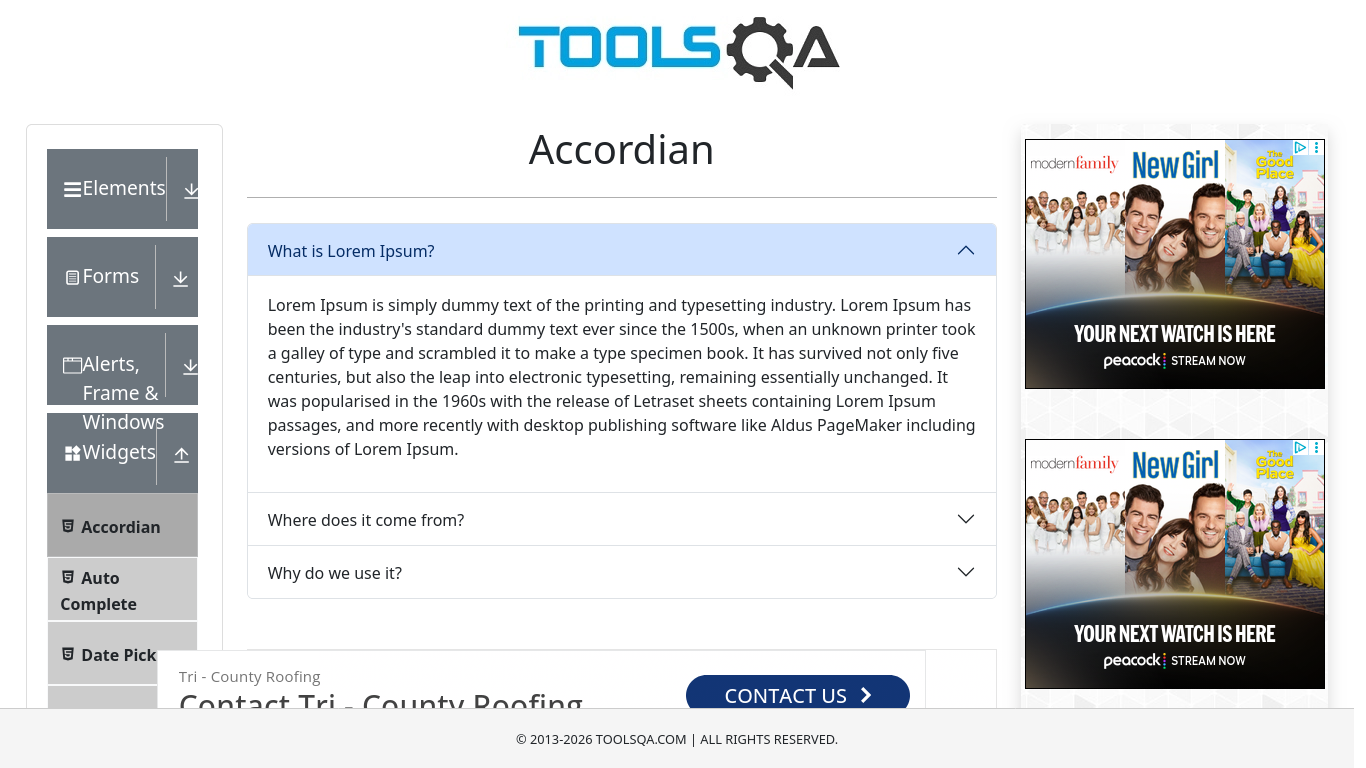 TOOLSQA
Elements
Forms
Alerts,
Frame &
Windows
Widgets
Accordian
Auto
Complete
Date Pick
Accordian
What is Lorem Ipsum?
Lorem Ipsum is simply dummy text of the printing and typesetting industry. Lorem Ipsum has
been the industry's standard dummy text ever since the 1500s, when an unknown printer took
a galley of type and scrambled it to make a type specimen book. It has survived not only five
centuries, but also the leap into electronic typesetting, remaining essentially unchanged. It
was popularised in the 1960s with the release of Letraset sheets containing Lorem Ipsum
passages, and more recently with desktop publishing software like Aldus PageMaker including
versions of Lorem Ipsum.
Where does it come from?
Why do we use it?
modernfamily
New Girl
The
Good
Place
YOUR NEXT WATCH IS HERE
peacock STREAM NOW
modernfamily
New Girl
The
Good
Place
YOUR NEXT WATCH IS HERE
peacock STREAM NOW
Tri - County Roofing
Contact Tri - County Roofing
CONTACT US
© 2013-2026 TOOLSQA.COM | ALL RIGHTS RESERVED.